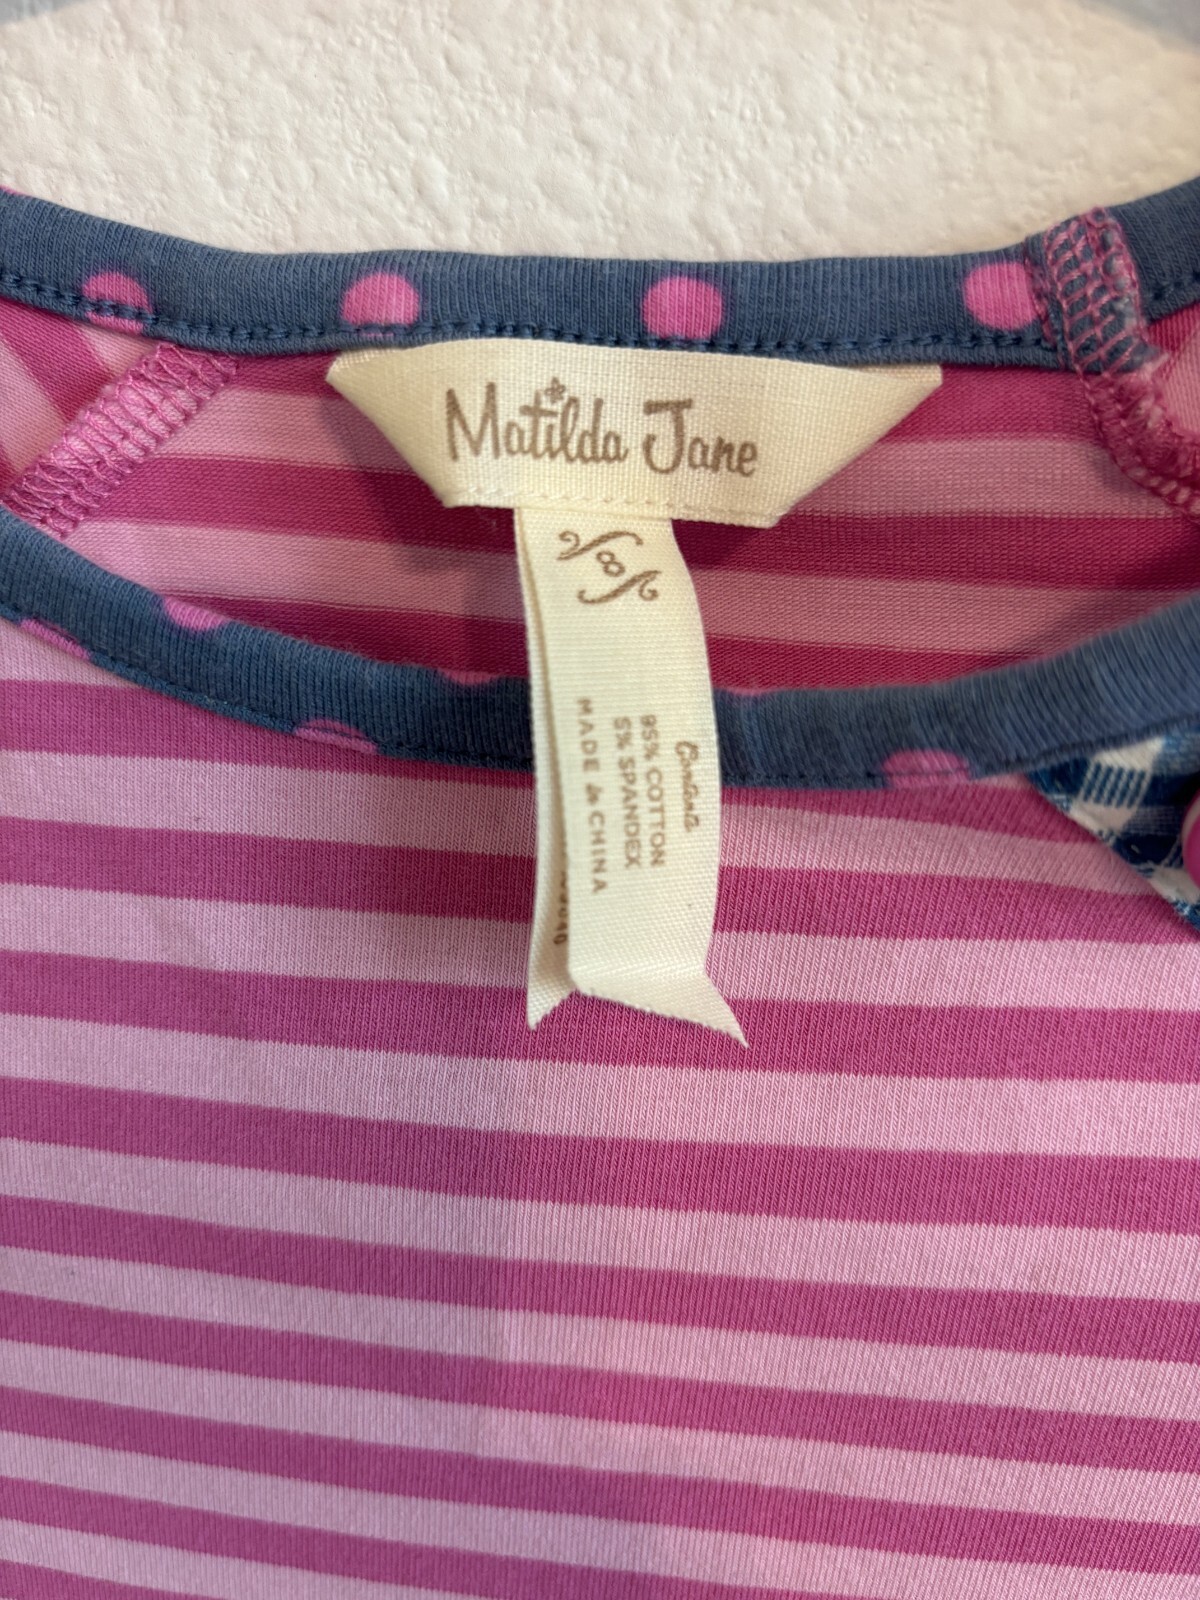 Matilda Jane
8
Contents
95% COTTON
5% SPANDEX
MADE in CHINA